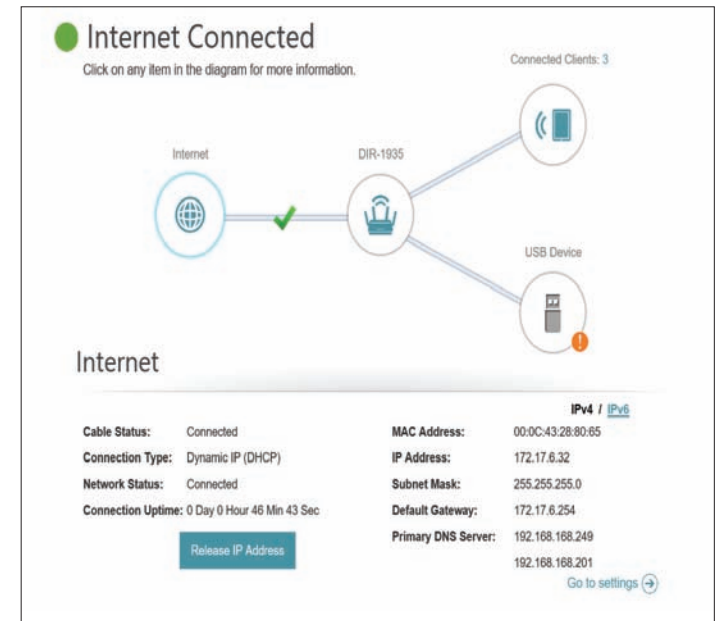 Internet Connected
Click on any item in the diagram for more information.
Connected Clients: 3
Internet
DIR-1935
USB Device
Internet
IPv4 / IPv6
Cable Status: Connected
MAC Address: 00:0C:43:28:80:65
Connection Type: Dynamic IP (DHCP)
IP Address: 172.17.6.32
Network Status: Connected
Subnet Mask: 255.255.255.0
Connection Uptime: 0 Day 0 Hour 46 Min 43 Sec
Default Gateway: 172.17.6.254
Release IP Address
Primary DNS Server: 192.168.168.249
192.168.168.201
Go to settings